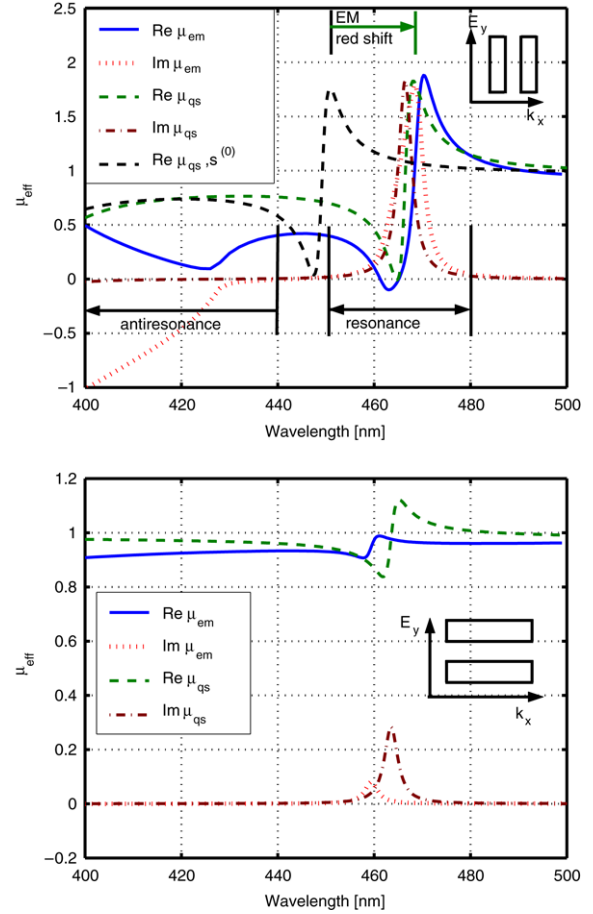 2.5
2
1.5
1
0.5
0
−0.5
−1
μeff
Re μem
Im μem
Re μqs
Im μqs
Re μqs ,s(0)
EM
red shift
Ey
kx
antiresonance
resonance
400 420 440 460 480 500
Wavelength [nm]
1.2
1
0.8
0.6
0.4
0.2
0
−0.2
μeff
Re μem
Im μem
Re μqs
Im μqs
Ey
kx
400 420 440 460 480 500
Wavelength [nm]